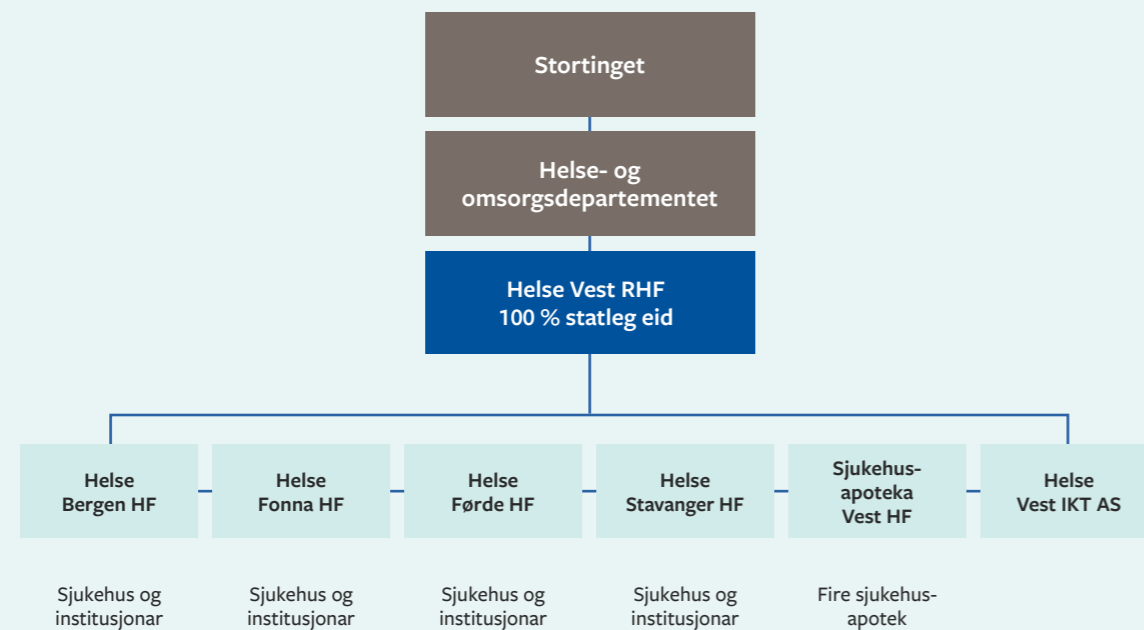 Stortinget
Helse- og
omsorgsdepartementet
Helse Vest RHF
100 % statleg eid
Helse
Bergen HF
Helse
Fonna HF
Helse
Førde HF
Helse
Stavanger HF
Sjukehus-
apoteka
Vest HF
Helse
Vest IKT AS
Sjukehus og
institusjonar
Sjukehus og
institusjonar
Sjukehus og
institusjonar
Sjukehus og
institusjonar
Fire sjukehus-
apotek